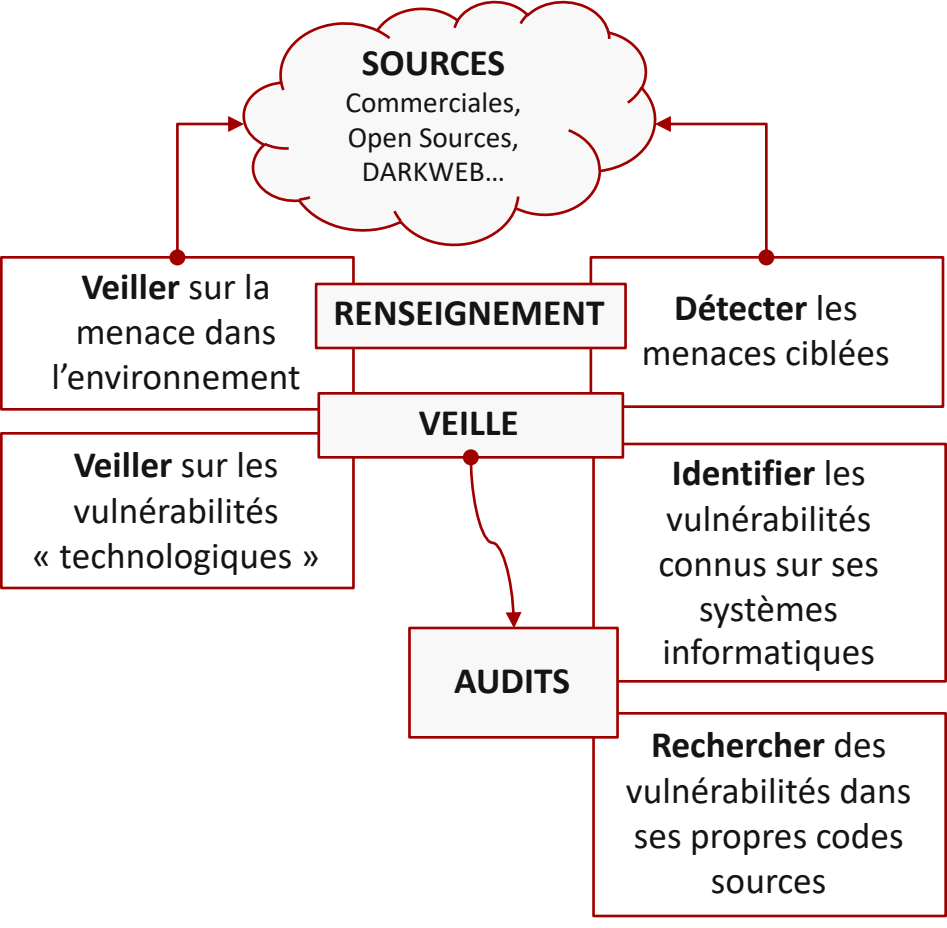 SOURCES
Commerciales,
Open Sources,
DARKWEB...
Veiller sur la
menace dans
l’environnement
RENSEIGNEMENT
Détecter les
menaces ciblées
VEILLE
Veiller sur les
vulnérabilités
« technologiques »
Identifier les
vulnérabilités
connus sur ses
systèmes
informatiques
AUDITS
Rechercher des
vulnérabilités dans
ses propres codes
sources